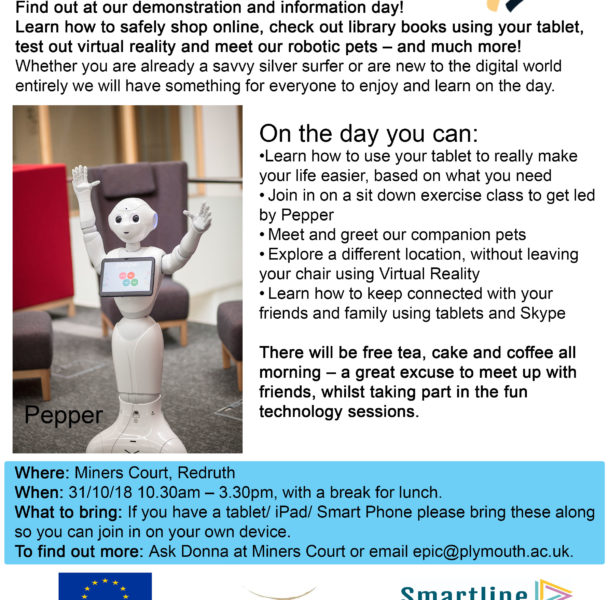 Find out at our demonstration and information day!
Learn how to safely shop online, check out library books using your tablet,
test out virtual reality and meet our robotic pets – and much more!
Whether you are already a savvy silver surfer or are new to the digital world
entirely we will have something for everyone to enjoy and learn on the day.
On the day you can:
•Learn how to use your tablet to really make
your life easier, based on what you need
• Join in on a sit down exercise class to get led
by Pepper
• Meet and greet our companion pets
• Explore a different location, without leaving
your chair using Virtual Reality
• Learn how to keep connected with your
friends and family using tablets and Skype
There will be free tea, cake and coffee all
morning – a great excuse to meet up with
friends, whilst taking part in the fun
technology sessions.
Pepper
Where: Miners Court, Redruth
When: 31/10/18 10.30am – 3.30pm, with a break for lunch.
What to bring: If you have a tablet/ iPad/ Smart Phone please bring these along
so you can join in on your own device.
To find out more: Ask Donna at Miners Court or email epic@plymouth.ac.uk.
Smartline